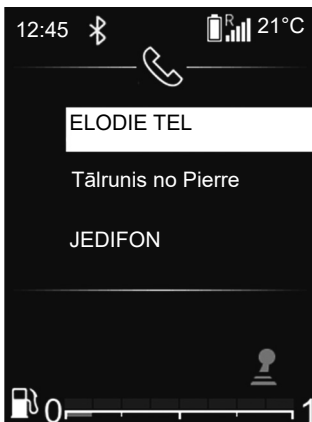 12:45 R 21°C
ELODIE TEL
Tālrunis no Pierre
JEDIFON
0 1